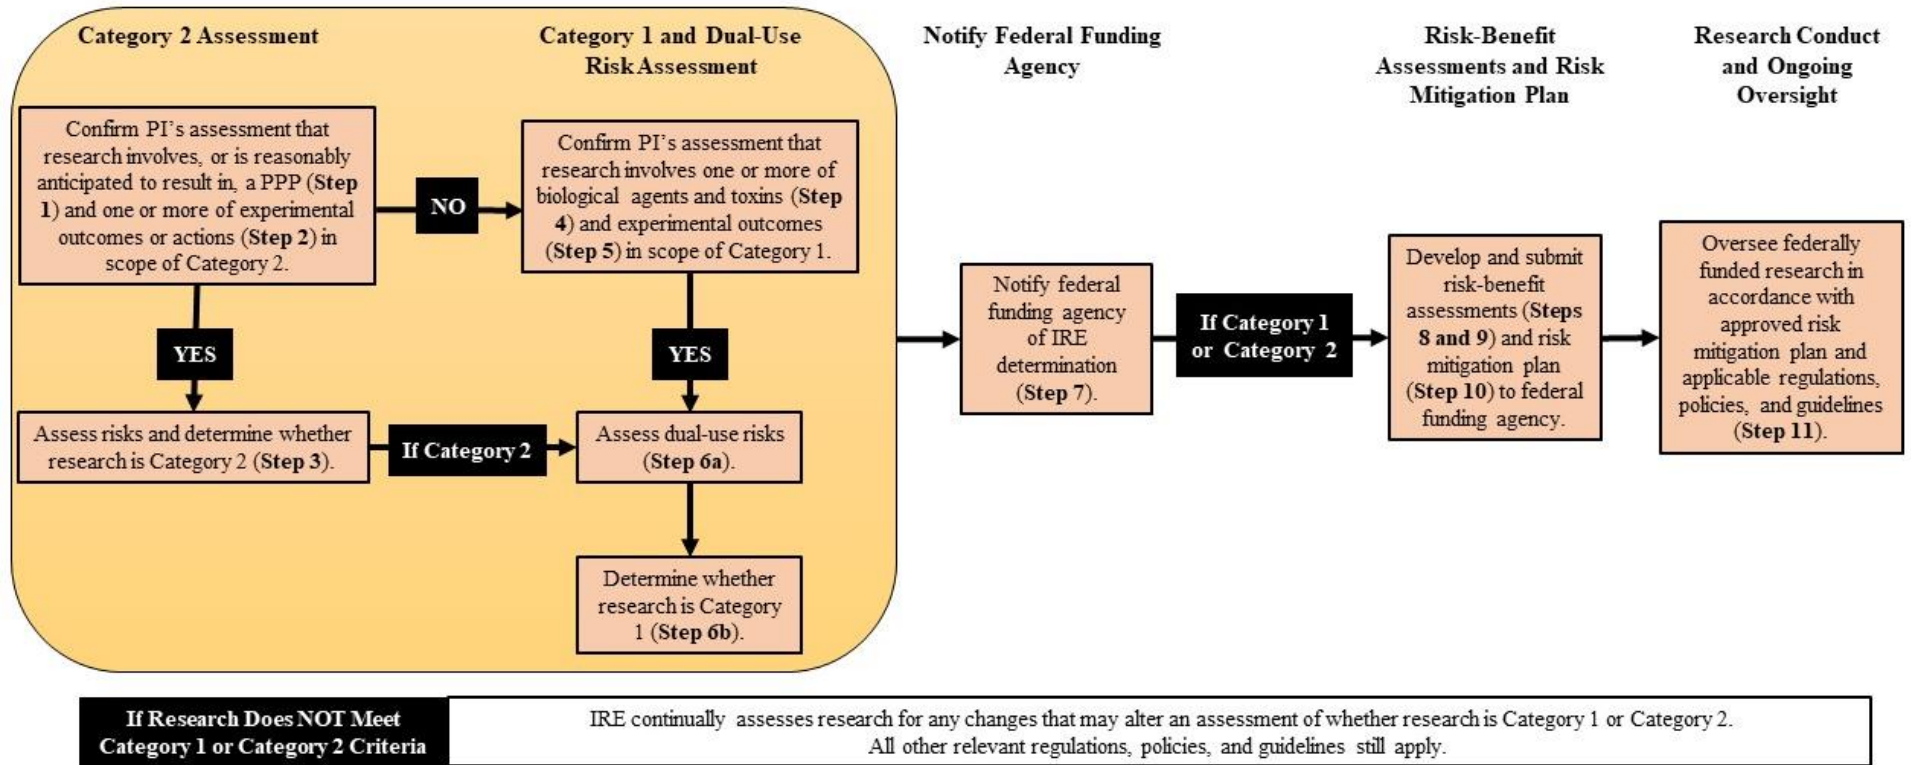 Category 2 Assessment
Confirm PI's assessment that
research involves, or is reasonably
anticipated to result in, a PPP (Step
1) and one or more of experimental
outcomes or actions (Step 2) in
scope of Category 2.
NO
YES
Assess risks and determine whether
research is Category 2 (Step 3).
If Category 2
Category 1 and Dual-Use
Risk Assessment
Confirm PI's assessment that
research involves one or more of
biological agents and toxins (Step
4) and experimental outcomes
(Step 5) in scope of Category 1.
YES
Assess dual-use risks
(Step 6a).
Determine whether
research is Category
1 (Step 6b).
Notify Federal Funding
Agency
Notify federal
funding agency
of IRE
determination
(Step 7).
If Category 1
or Category 2
Risk-Benefit
Assessments and Risk
Mitigation Plan
Develop and submit
risk-benefit
assessments (Steps
8 and 9) and risk
mitigation plan
(Step 10) to federal
funding agency.
Research Conduct
and Ongoing
Oversight
Oversee federally
funded research in
accordance with
approved risk
mitigation plan and
applicable regulations,
policies, and guidelines
(Step 11).
If Research Does NOT Meet
Category 1 or Category 2 Criteria
IRE continually assesses research for any changes that may alter an assessment of whether research is Category 1 or Category 2.
All other relevant regulations, policies, and guidelines still apply.